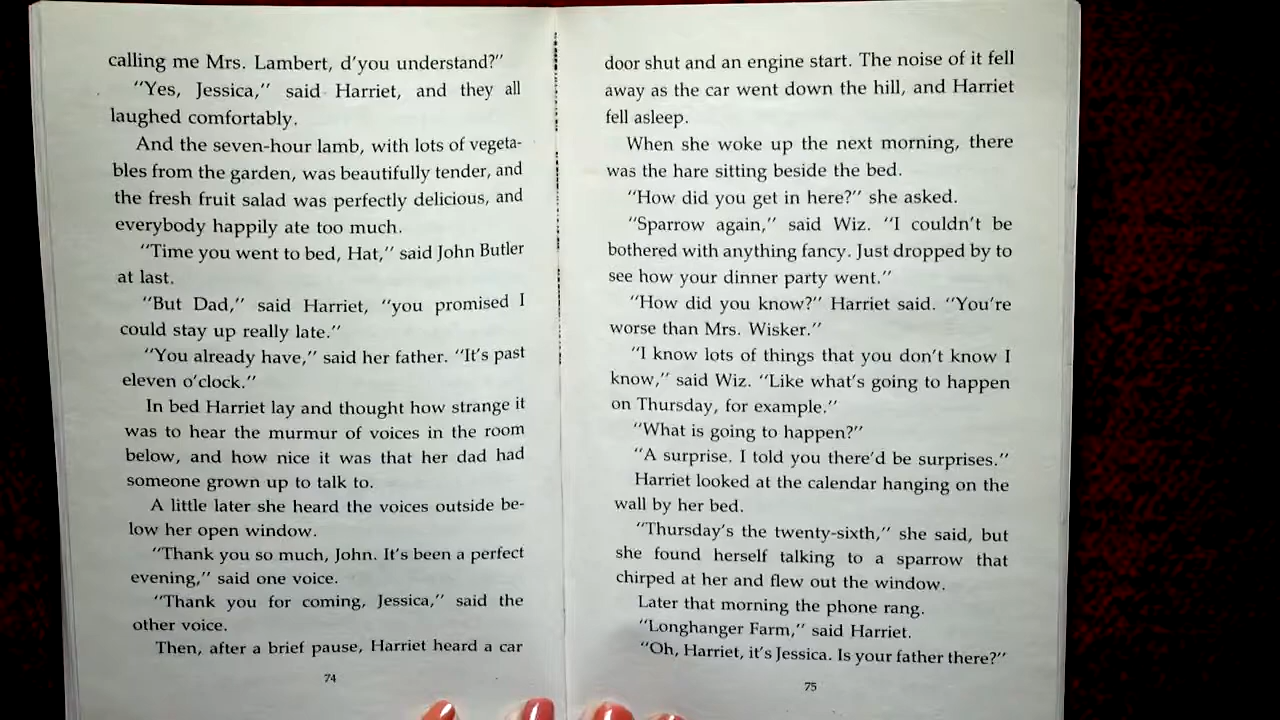 calling me Mrs. Lambert, d'you understand?"
"Yes, Jessica," said Harriet, and they all
laughed comfortably.
And the seven-hour lamb, with lots of vegeta-
bles from the garden, was beautifully tender, and
the fresh fruit salad was perfectly delicious, and
everybody happily ate too much.
"Time you went to bed, Hat," said John Butler
at last.
"But Dad," said Harriet, "you promised I
could stay up really late."
"You already have," said her father. "It's past
eleven o'clock."
In bed Harriet lay and thought how strange it
was to hear the murmur of voices in the room
below, and how nice it was that her dad had
someone grown up to talk to.
A little later she heard the voices outside be-
low her open window.
"Thank you so much, John. It's been a perfect
evening," said one voice.
"Thank you for coming, Jessica," said the
other voice.
Then, after a brief pause, Harriet heard a car
74
door shut and an engine start. The noise of it fell
away as the car went down the hill, and Harriet
fell asleep.
When she woke up the next morning, there
was the hare sitting beside the bed.
"How did you get in here?" she asked.
"Sparrow again," said Wiz. "I couldn't be
bothered with anything fancy. Just dropped by to
see how your dinner party went."
"How did you know?" Harriet said. "You're
worse than Mrs. Wisker."
"I know lots of things that you don't know I
know," said Wiz. "Like what's going to happen
on Thursday, for example."
"What is going to happen?"
"A surprise. I told you there'd be surprises."
Harriet looked at the calendar hanging on the
wall by her bed.
"Thursday's the twenty-sixth," she said, but
she found herself talking to a sparrow that
chirped at her and flew out the window.
Later that morning the phone rang.
"Longhanger Farm," said Harriet.
"Oh, Harriet, it's Jessica. Is your father there?"
75